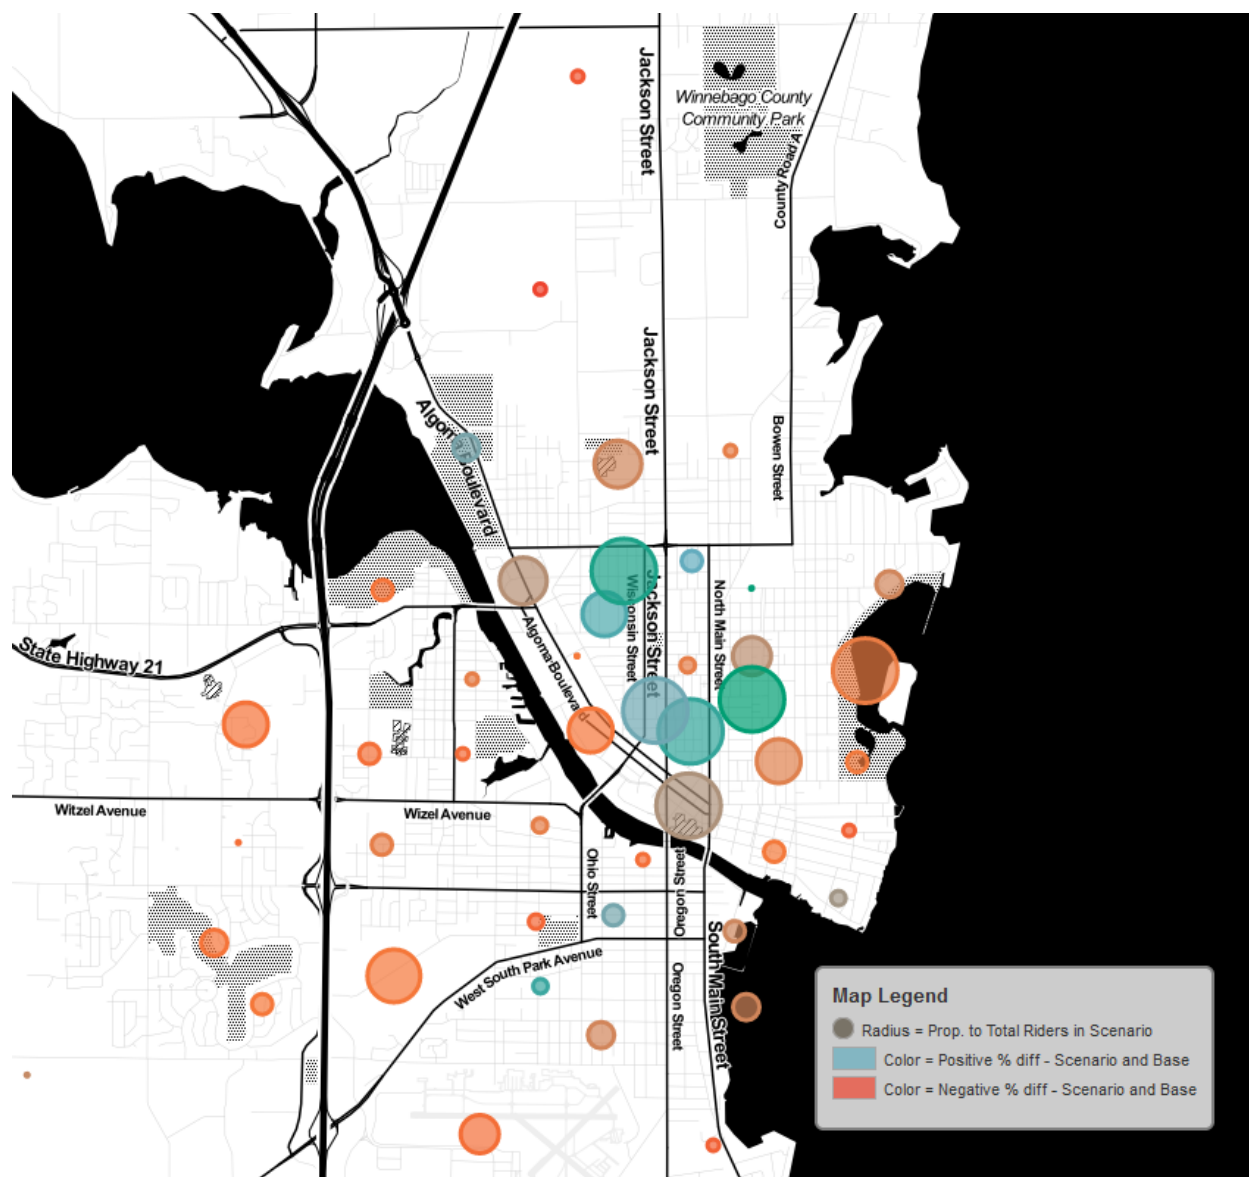 Jackson Street
Winnebago County
Community Park
County Road A
Jackson Street
Algoma Boulevard
Bowen Street
Jackson Street
Wisconsin Street
North Main Street
Algoma Boulevard
State Highway 21
Witzel Avenue
Wizel Avenue
Ohio Street
Oregon Street
South Main Street
West South Park Avenue
Oregon Street
Map Legend
Radius = Prop. to Total Riders in Scenario
Color = Positive % diff - Scenario and Base
Color = Negative % diff - Scenario and Base